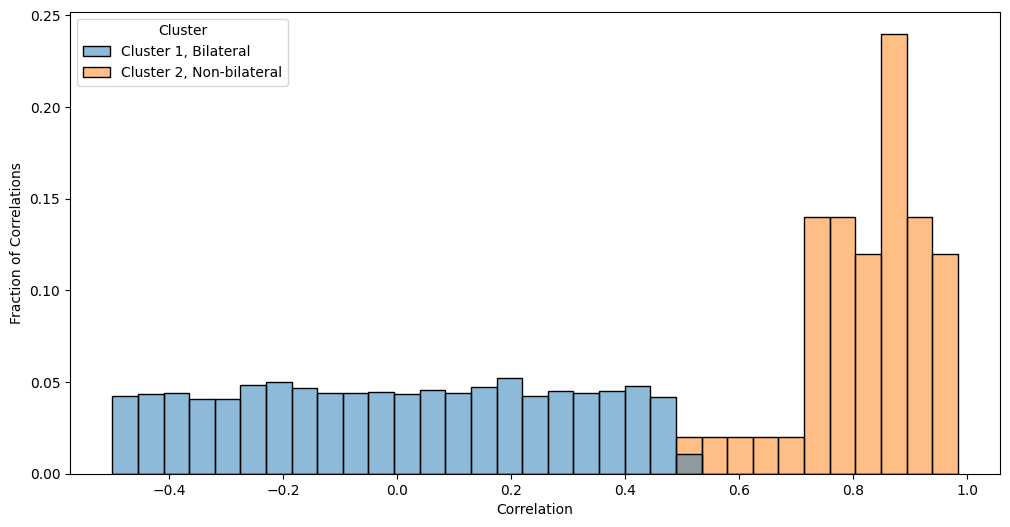 Cluster
Cluster 1, Bilateral
Cluster 2, Non-bilateral
Fraction of Correlations
0.25
0.20
0.15
0.10
0.05
0.00
−0.4
−0.2
0.0
0.2
0.4
0.6
0.8
1.0
Correlation